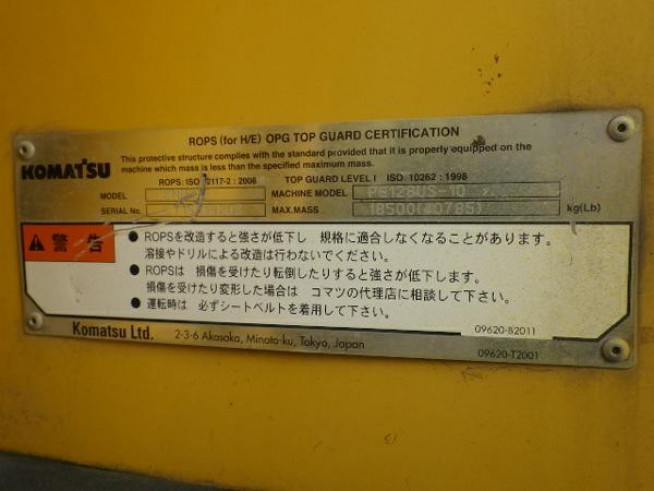 ROPS (for H/E) OPG TOP GUARD CERTIFICATION
KOMATSU
This protective structure complies with the standard provided that it is properly equipped on the
machine which mass is less than the specified maximum mass.
ROPS: ISO 12117-2 : 2008 TOP GUARD LEVEL I ISO 10262 : 1998
MODEL MACHINE MODEL PC128US-10
SERIAL No. MAX.MASS 18500(40785) kg(Lb)
警告
● ROPSを改造すると強さが低下し 規格に適合しなくなることがあります。
溶接やドリルによる改造は行わないでください。
● ROPSは 損傷を受けたり転倒したりすると強さが低下します。
損傷を受けたり変形した場合は コマツの代理店に相談して下さい。
● 運転時は 必ずシートベルトを着用して下さい。
09620-B2011
Komatsu Ltd. 2-3-6 Akasaka, Minato-ku, Tokyo, Japan
09620-T2001